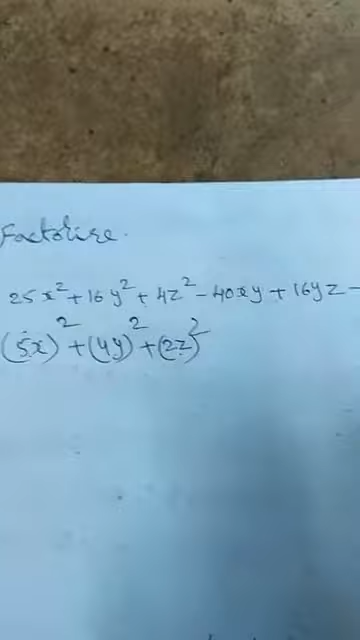 Factorise.
25x² + 16y² + 4z² - 40xy + 16yz -
(5x)² + (4y)² + (2z)²